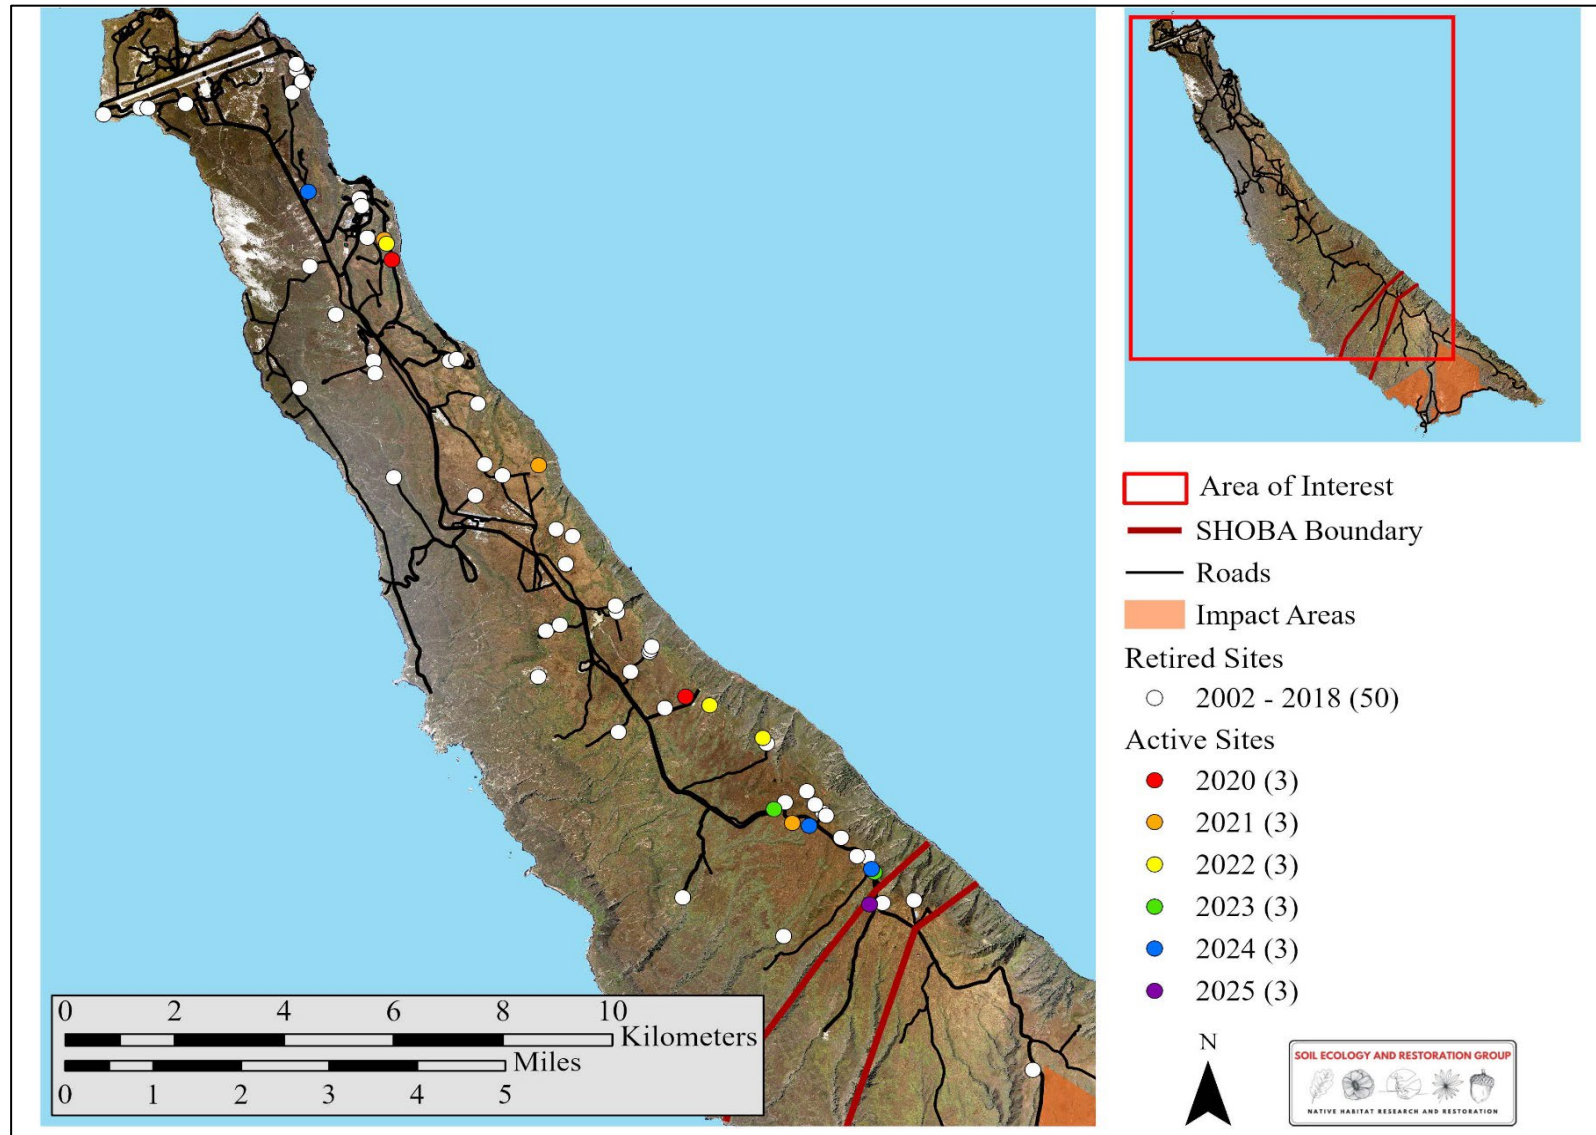 Area of Interest
SHOBA Boundary
Roads
Impact Areas
Retired Sites
2002 - 2018 (50)
Active Sites
2020 (3)
2021 (3)
2022 (3)
2023 (3)
2024 (3)
2025 (3)
0 2 4 6 8 10
Kilometers
Miles
0 1 2 3 4 5
N
SOIL ECOLOGY AND RESTORATION GROUP
NATIVE HABITAT RESEARCH AND RESTORATION